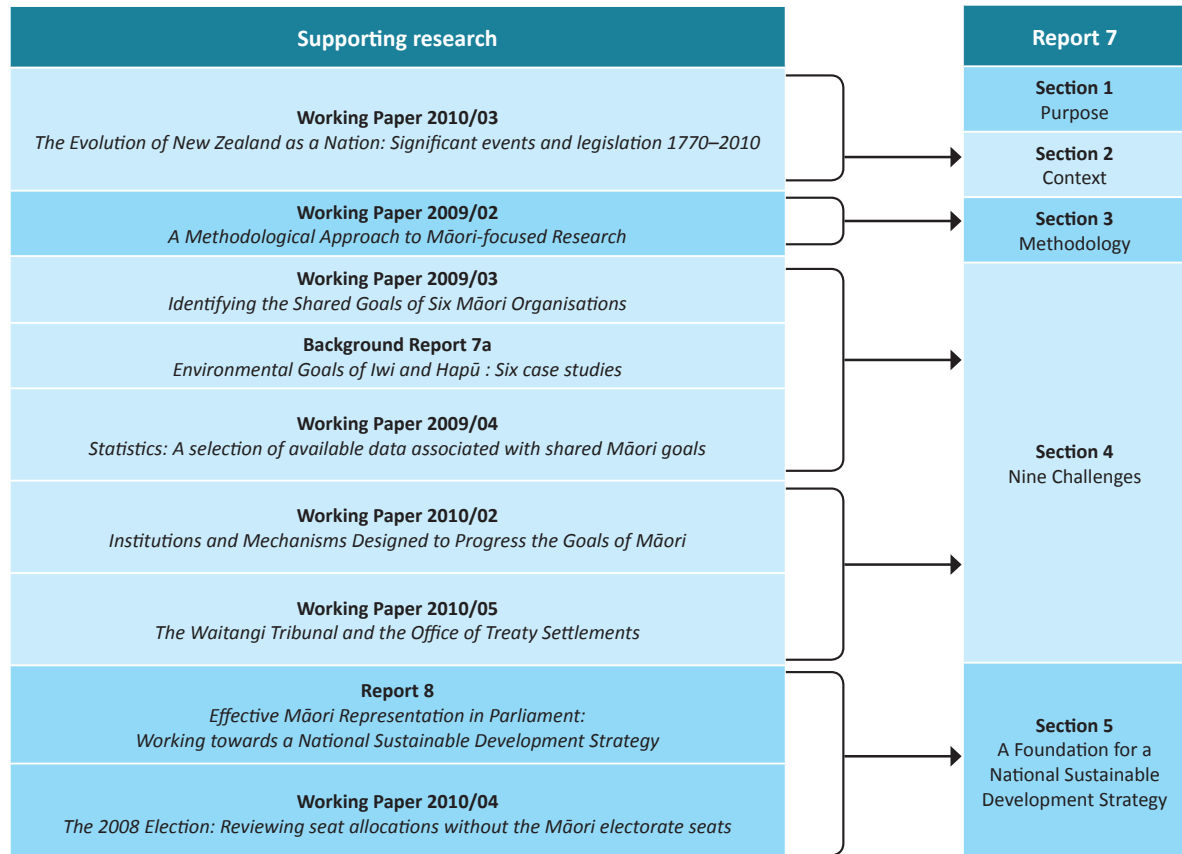 Supporting research
Working Paper 2010/03
The Evolution of New Zealand as a Nation: Significant events and legislation 1770–2010
Working Paper 2009/02
A Methodological Approach to Māori-focused Research
Working Paper 2009/03
Identifying the Shared Goals of Six Māori Organisations
Background Report 7a
Environmental Goals of Iwi and Hapū : Six case studies
Working Paper 2009/04
Statistics: A selection of available data associated with shared Māori goals
Working Paper 2010/02
Institutions and Mechanisms Designed to Progress the Goals of Māori
Working Paper 2010/05
The Waitangi Tribunal and the Office of Treaty Settlements
Report 8
Effective Māori Representation in Parliament:
Working towards a National Sustainable Development Strategy
Working Paper 2010/04
The 2008 Election: Reviewing seat allocations without the Māori electorate seats
Report 7
Section 1
Purpose
Section 2
Context
Section 3
Methodology
Section 4
Nine Challenges
Section 5
A Foundation for a
National Sustainable
Development Strategy